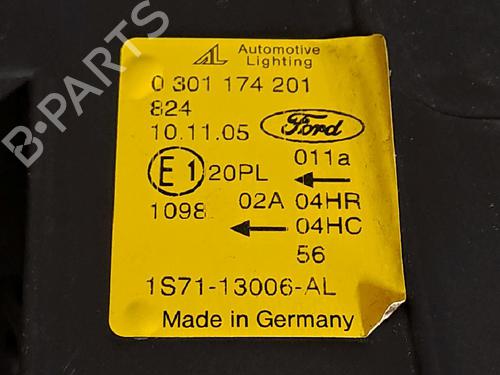 Automotive
Lighting
0 301 174 201
824
10.11.05 Ford
E1 20PL 011a
1098 02A 04HR
04HC
56
1S71-13006-AL
Made in Germany
B-PARTS